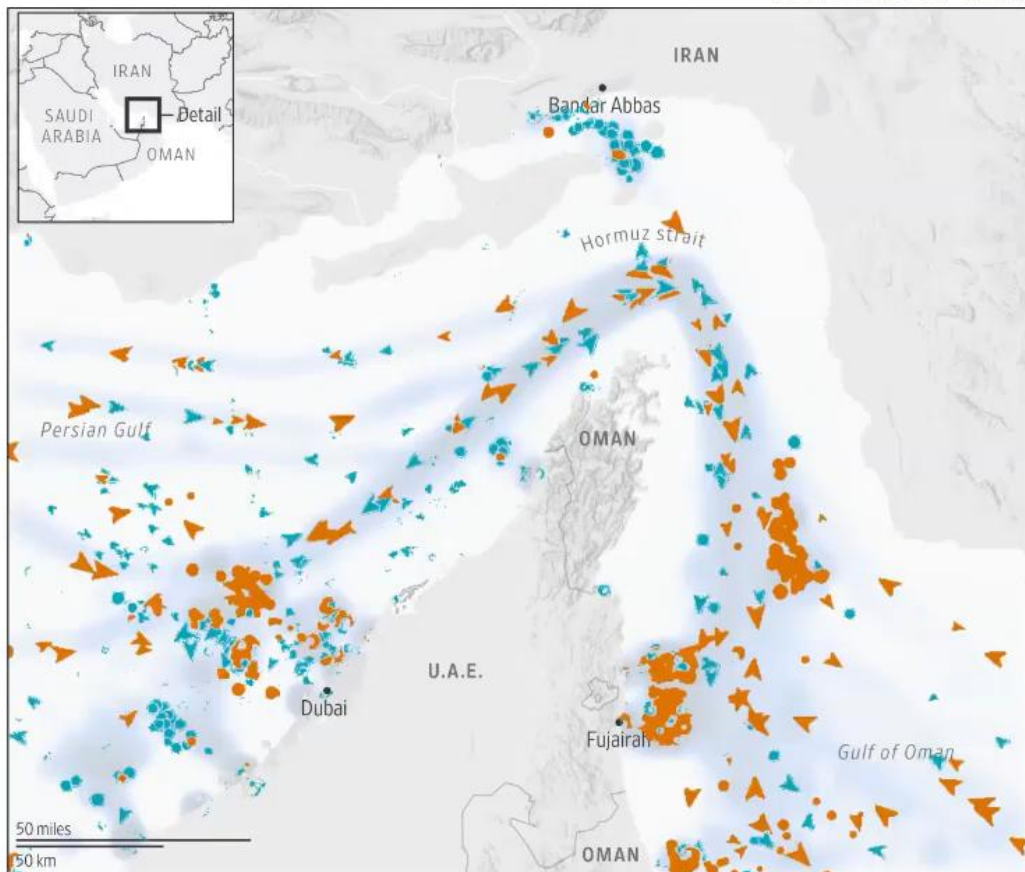 IRAN
SAUDI
ARABIA
Detail
OMAN
IRAN
Bandar Abbas
Hormuz strait
Persian Gulf
OMAN
U.A.E.
Dubai
Fujairah
Gulf of Oman
50 miles
50 km
OMAN